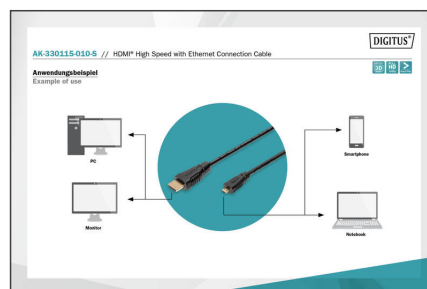 DIGITUS®
AK-330115-010-S // HDMI® High Speed with Ethernet Connection Cable
Anwendungsbeispiel
Example of use
PC
Monitor
Smartphone
Notebook